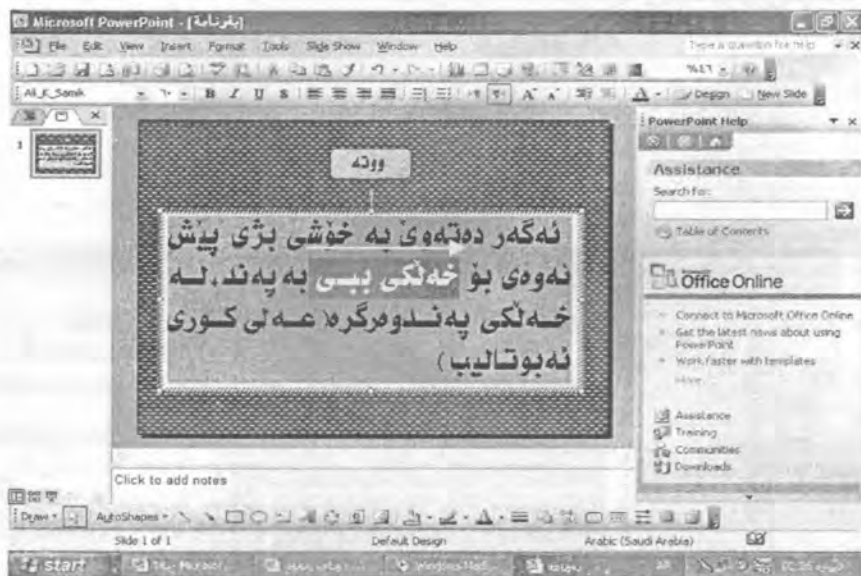 Microsoft PowerPoint - [بەرنامە]
File Edit View Insert Format Tools Slide Show Window Help
Type a question for help
Ali_K_Samik
B I U S
Design New Slide
1
PowerPoint Help
Assistance
Search for:
Table of Contents
Office Online
Connect to Microsoft Office Online
Get the latest news about using PowerPoint
Work faster with templates
More...
Assistance
Training
Communities
Downloads
ووتە
ئەگەر دەتەوێ بە خۆشی بژی پێش
ئەوەی بۆ خەڵکی ببی بە پەند،لە
خەڵکی پەندوەرگرە( عەلی کوری
ئەبوتالیب)
Click to add notes
Draw AutoShapes
Slide 1 of 1 Default Design Arabic (Saudi Arabia)
start